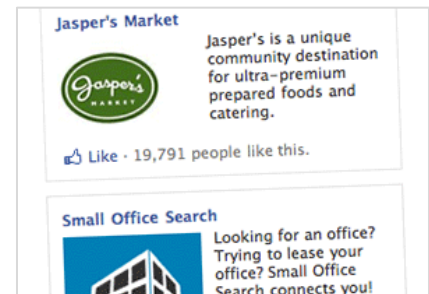 Jasper's Market
Jasper's is a unique
community destination
for ultra-premium
prepared foods and
catering.
Jasper's
MARKET
Like · 19,791 people like this.
Small Office Search
Looking for an office?
Trying to lease your
office? Small Office
Search connects you!